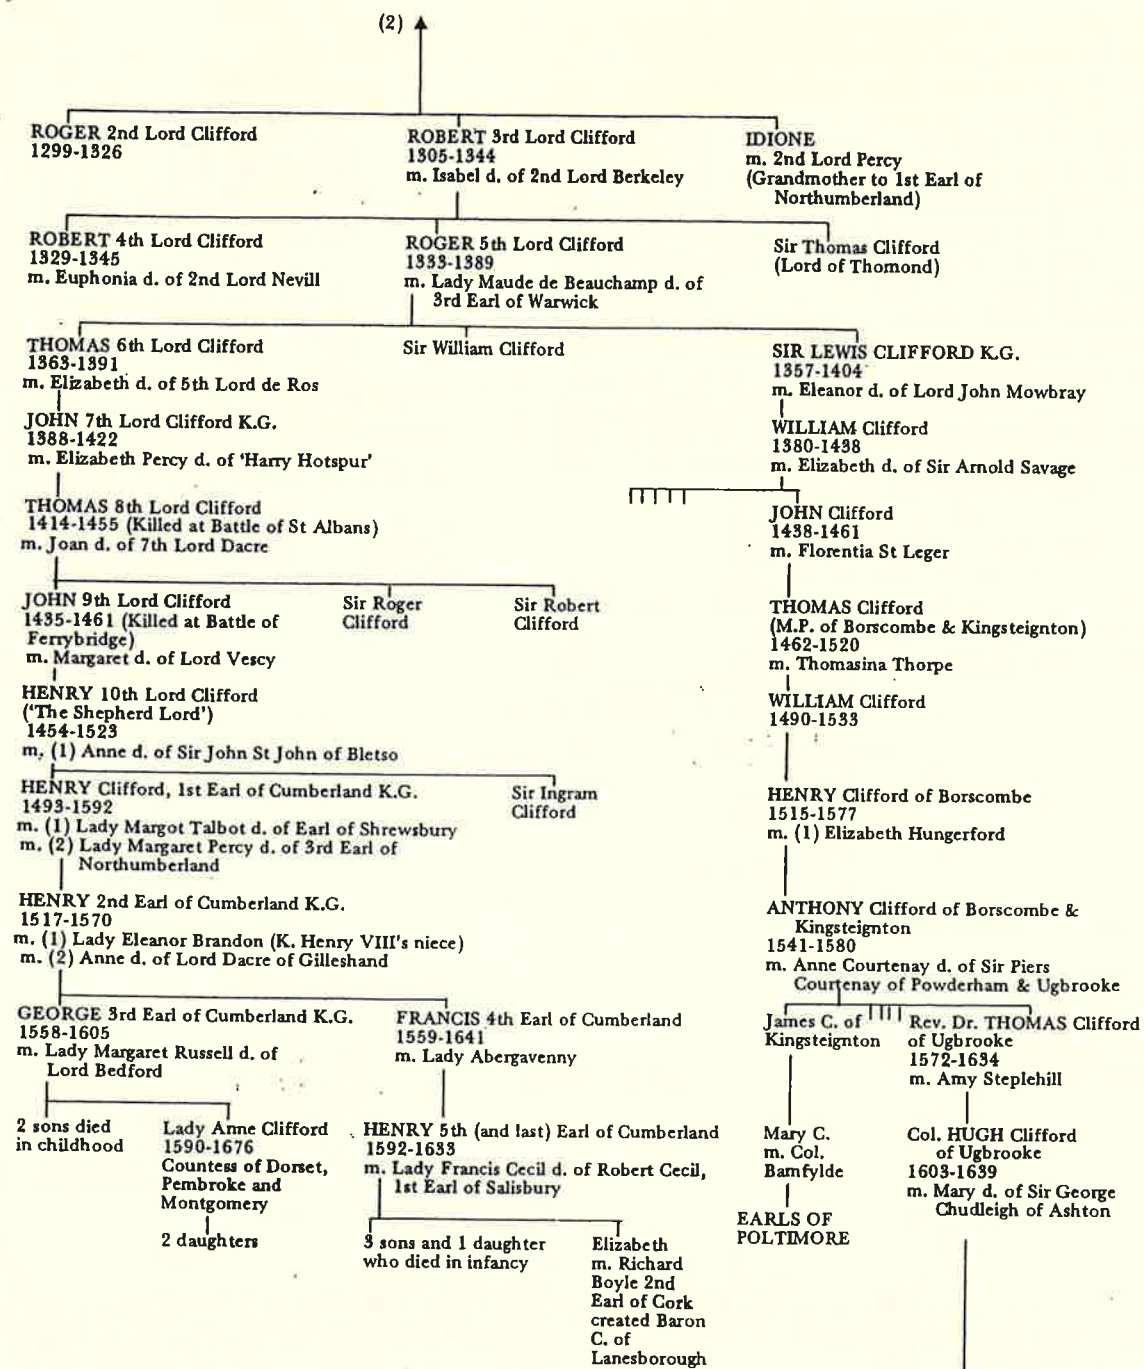 (2)
ROGER 2nd Lord Clifford
1299-1326
ROBERT 3rd Lord Clifford
1305-1344
m. Isabel d. of 2nd Lord Berkeley
IDIONE
m. 2nd Lord Percy
(Grandmother to 1st Earl of
Northumberland)
ROBERT 4th Lord Clifford
1329-1345
m. Euphonia d. of 2nd Lord Nevill
ROGER 5th Lord Clifford
1333-1389
m. Lady Maude de Beauchamp d. of
3rd Earl of Warwick
Sir Thomas Clifford
(Lord of Thomond)
THOMAS 6th Lord Clifford
1363-1391
m. Elizabeth d. of 5th Lord de Ros
Sir William Clifford
SIR LEWIS CLIFFORD K.G.
1357-1404
m. Eleanor d. of Lord John Mowbray
JOHN 7th Lord Clifford K.G.
1388-1422
m. Elizabeth Percy d. of 'Harry Hotspur'
WILLIAM Clifford
1380-1438
m. Elizabeth d. of Sir Arnold Savage
THOMAS 8th Lord Clifford
1414-1455 (Killed at Battle of St Albans)
m. Joan d. of 7th Lord Dacre
JOHN Clifford
1438-1461
m. Florentia St Leger
JOHN 9th Lord Clifford
1435-1461 (Killed at Battle of
Ferrybridge)
m. Margaret d. of Lord Vescy
Sir Roger
Clifford
Sir Robert
Clifford
THOMAS Clifford
(M.P. of Borscombe & Kingsteignton)
1462-1520
m. Thomasina Thorpe
HENRY 10th Lord Clifford
('The Shepherd Lord')
1454-1523
m. (1) Anne d. of Sir John St John of Bletso
WILLIAM Clifford
1490-1533
HENRY Clifford, 1st Earl of Cumberland K.G.
1493-1592
m. (1) Lady Margot Talbot d. of Earl of Shrewsbury
m. (2) Lady Margaret Percy d. of 3rd Earl of
Northumberland
Sir Ingram
Clifford
HENRY Clifford of Borscombe
1515-1577
m. (1) Elizabeth Hungerford
HENRY 2nd Earl of Cumberland K.G.
1517-1570
m. (1) Lady Eleanor Brandon (K. Henry VIII's niece)
m. (2) Anne d. of Lord Dacre of Gilleshand
ANTHONY Clifford of Borscombe &
Kingsteignton
1541-1580
m. Anne Courtenay d. of Sir Piers
Courtenay of Powderham & Ugbrooke
GEORGE 3rd Earl of Cumberland K.G.
1558-1605
m. Lady Margaret Russell d. of
Lord Bedford
FRANCIS 4th Earl of Cumberland
1559-1641
m. Lady Abergavenny
James C. of
Kingsteignton
Rev. Dr. THOMAS Clifford
of Ugbrooke
1572-1634
m. Amy Steplehill
2 sons died
in childhood
Lady Anne Clifford
1590-1676
Countess of Dorset,
Pembroke and
Montgomery
2 daughters
HENRY 5th (and last) Earl of Cumberland
1592-1633
m. Lady Francis Cecil d. of Robert Cecil,
1st Earl of Salisbury
Mary C.
m. Col.
Bamfylde
EARLS OF
POLTIMORE
Col. HUGH Clifford
of Ugbrooke
1603-1639
m. Mary d. of Sir George
Chudleigh of Ashton
3 sons and 1 daughter
who died in infancy
Elizabeth
m. Richard
Boyle 2nd
Earl of Cork
created Baron
C. of
Lanesborough